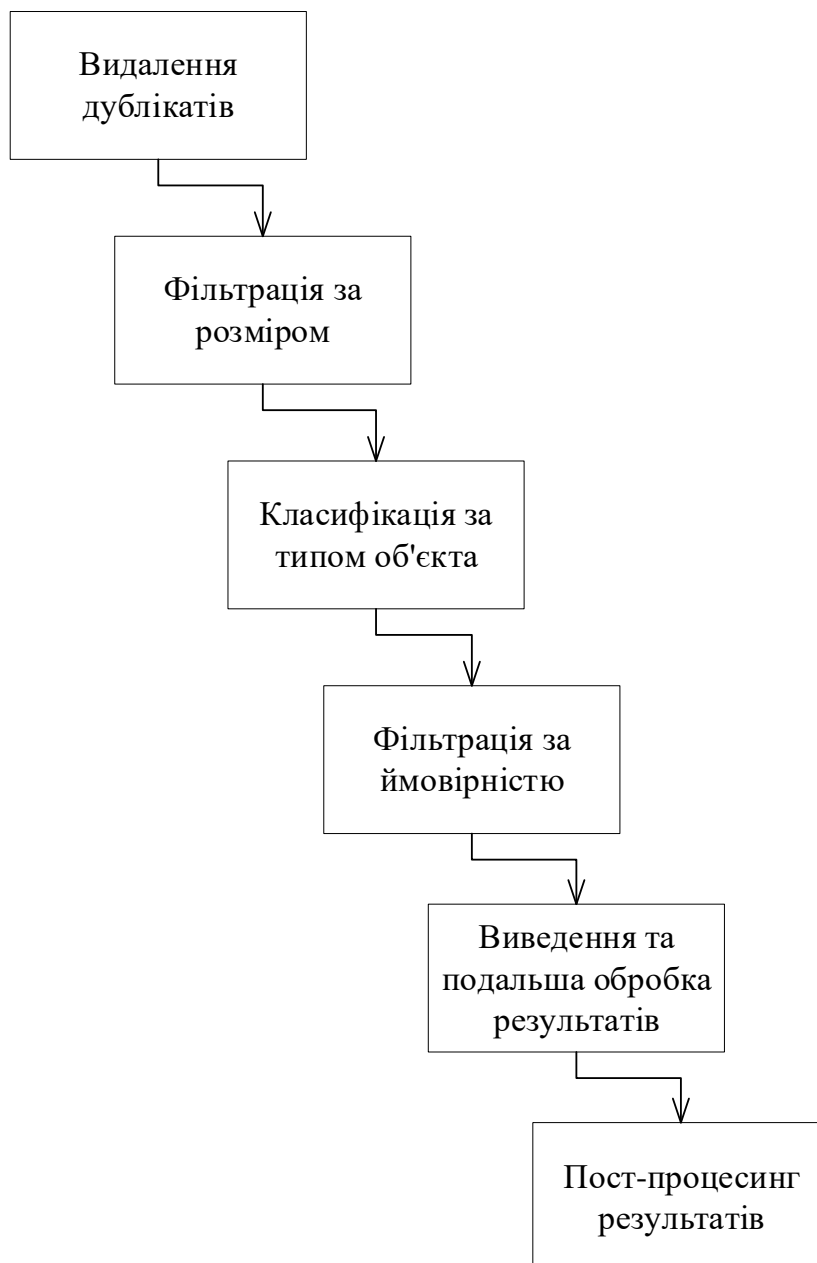 Видалення
дублікатів
Фільтрація за
розміром
Класифікація за
типом об'єкта
Фільтрація за
ймовірністю
Виведення та
подальша обробка
результатів
Пост-процесинг
результатів